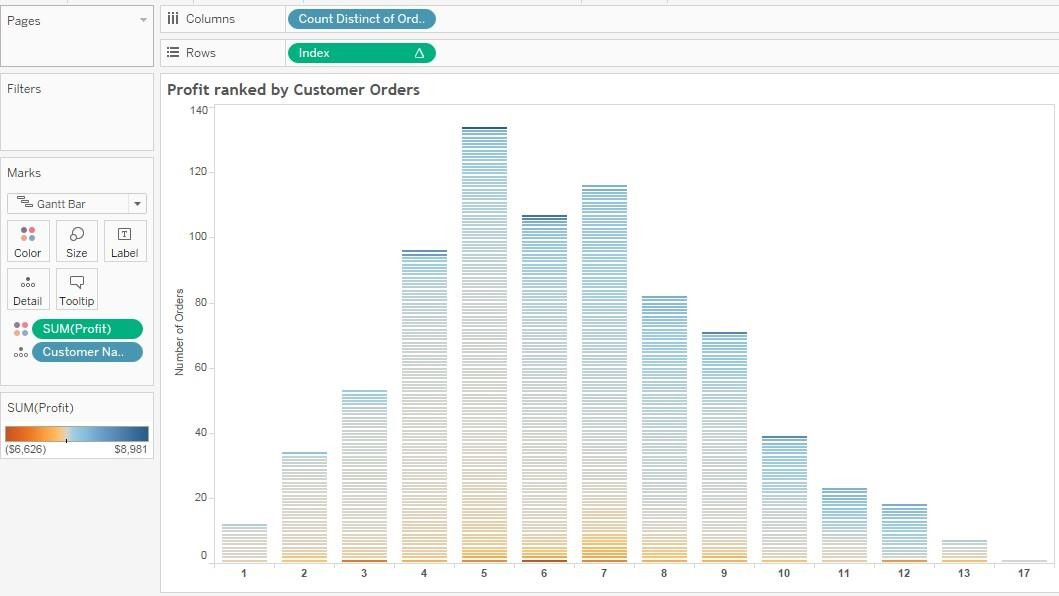 Pages
Columns
Count Distinct of Ord..
Rows
Index
Filters
Marks
Gantt Bar
Color
Size
Label
Detail
Tooltip
SUM(Profit)
Customer Na..
SUM(Profit)
($6,626)
$8,981
Profit ranked by Customer Orders
Number of Orders
140
120
100
80
60
40
20
0
1 2 3 4 5 6 7 8 9 10 11 12 13 17